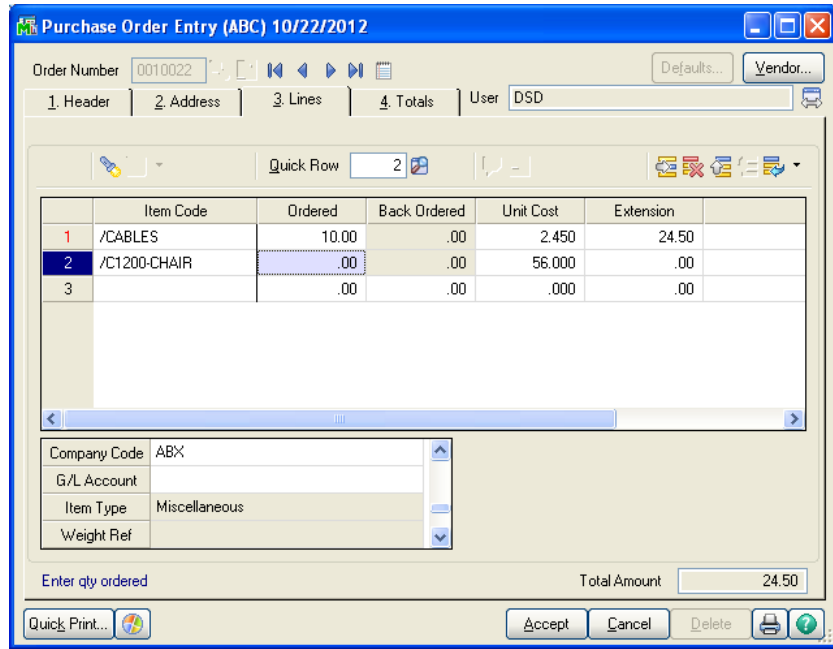 Purchase Order Entry (ABC) 10/22/2012
Order Number 0010022 Defaults... Vendor...
1. Header 2. Address 3. Lines 4. Totals User DSD
Quick Row 2
Item Code Ordered Back Ordered Unit Cost Extension
1 /CABLES 10.00 .00 2.450 24.50
2 /C1200-CHAIR .00 .00 56.000 .00
3 .00 .00 .000 .00
Company Code ABX
G/L Account
Item Type Miscellaneous
Weight Ref
Enter qty ordered Total Amount 24.50
Quick Print... Accept Cancel Delete